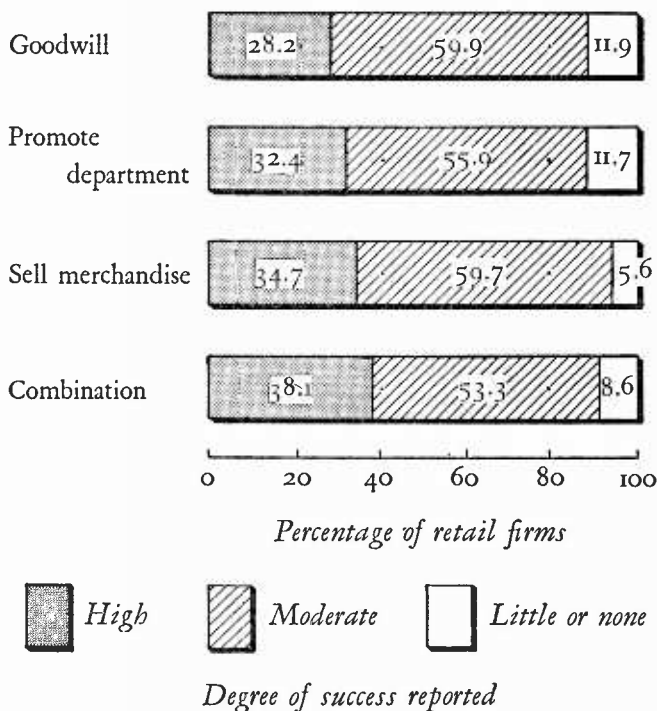 Goodwill 28.2 59.9 11.9
Promote
department 32.4 55.9 11.7
Sell merchandise 34.7 59.7 5.6
Combination 38.1 53.3 8.6
0 20 40 60 80 100
Percentage of retail firms
High Moderate Little or none
Degree of success reported